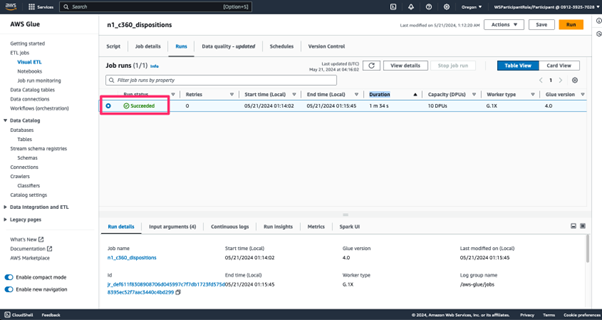 aws
Services
Search
[Option+S]
Oregon
WSParticipantRole/Participant @ 0912-3925-7028
AWS Glue
Getting started
ETL jobs
Visual ETL
Notebooks
Job run monitoring
Data Catalog tables
Data connections
Workflows (orchestration)
Data Catalog
Databases
Tables
Stream schema registries
Schemas
Connections
Crawlers
Classifiers
Catalog settings
Data Integration and ETL
Legacy pages
What's New
Documentation
AWS Marketplace
Enable compact mode
Enable new navigation
n1_c360_dispositions
Last modified on 5/21/2024, 1:13:20 AM
Actions
Save
Run
Script
Job details
Runs
Data quality - updated
Schedules
Version Control
Job runs (1/1)
Info
Last updated (UTC)
May 21, 2024 at 04:16:02
View details
Stop job run
Table View
Card View
Filter job runs by property
1
Run status
Retries
Start time (Local)
End time (Local)
Duration
Capacity (DPUs)
Worker type
Glue version
Succeeded
0
05/21/2024 01:14:02
05/21/2024 01:15:45
1 m 34 s
10 DPUs
G.1X
4.0
Run details
Input arguments (4)
Continuous logs
Run insights
Metrics
Spark UI
Job name
n1_c360_dispositions
Start time (Local)
05/21/2024 01:14:02
Glue version
4.0
Last modified on (Local)
05/21/2024 01:15:45
Id
End time (Local)
05/21/2024 01:15:45
Worker type
G.1X
Log group name
/aws-glue/jobs
CloudShell
Feedback
© 2024, Amazon Web Services, Inc. or its affiliates.
Privacy
Terms
Cookie preferences